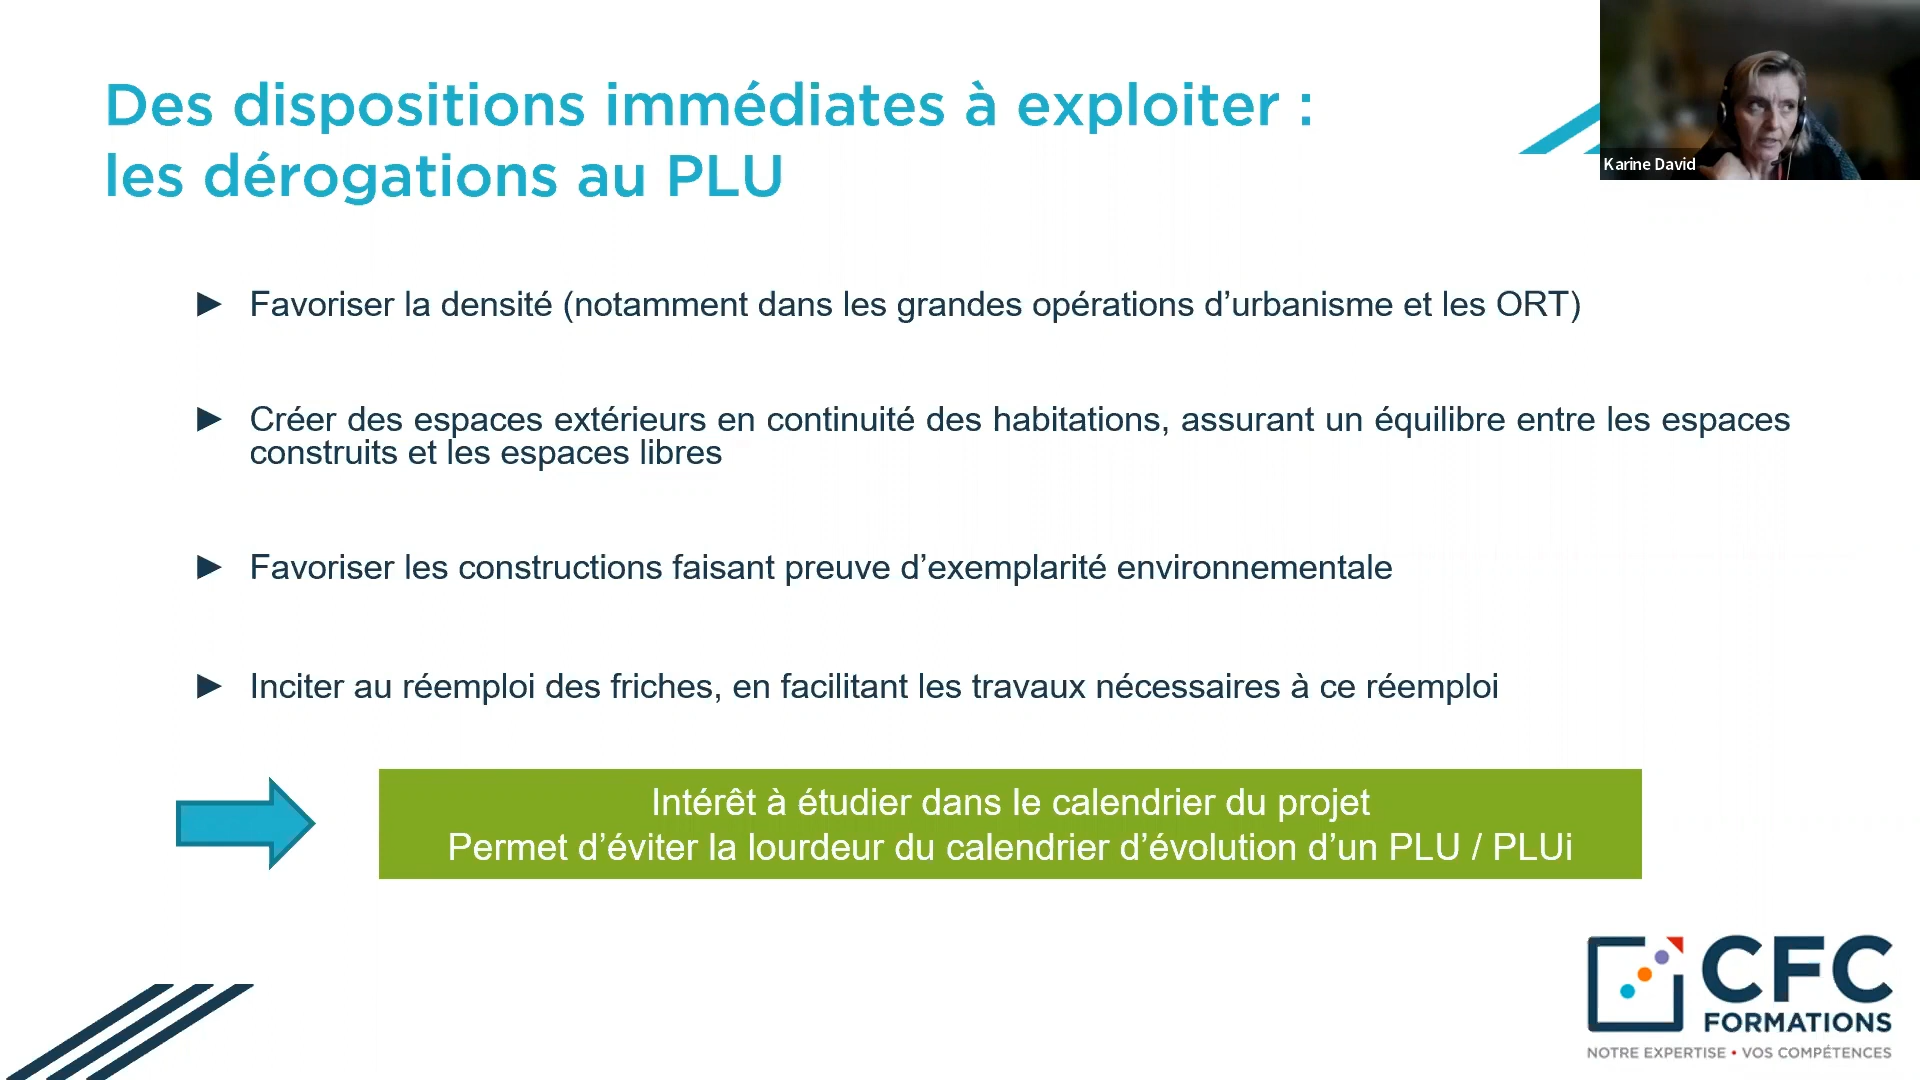 Des dispositions immédiates à exploiter :
les dérogations au PLU
Karine David
► Favoriser la densité (notamment dans les grandes opérations d’urbanisme et les ORT)
► Créer des espaces extérieurs en continuité des habitations, assurant un équilibre entre les espaces
construits et les espaces libres
► Favoriser les constructions faisant preuve d’exemplarité environnementale
► Inciter au réemploi des friches, en facilitant les travaux nécessaires à ce réemploi
Intérêt à étudier dans le calendrier du projet
Permet d’éviter la lourdeur du calendrier d’évolution d’un PLU / PLUi
CFC
FORMATIONS
NOTRE EXPERTISE • VOS COMPÉTENCES